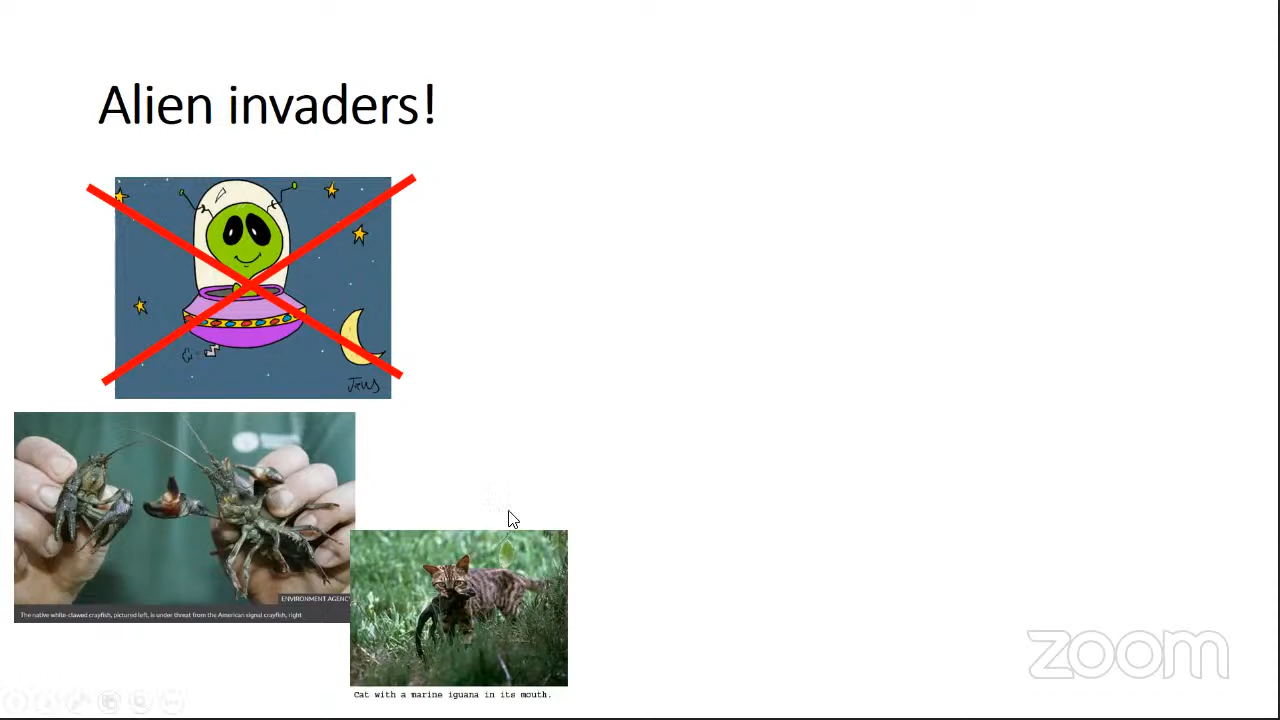 Alien invaders!
Jews
ENVIRONMENT AGENCY
The native white-clawed crayfish, pictured left, is under threat from the American signal crayfish, right
Cat with a marine iguana in its mouth.
zoom